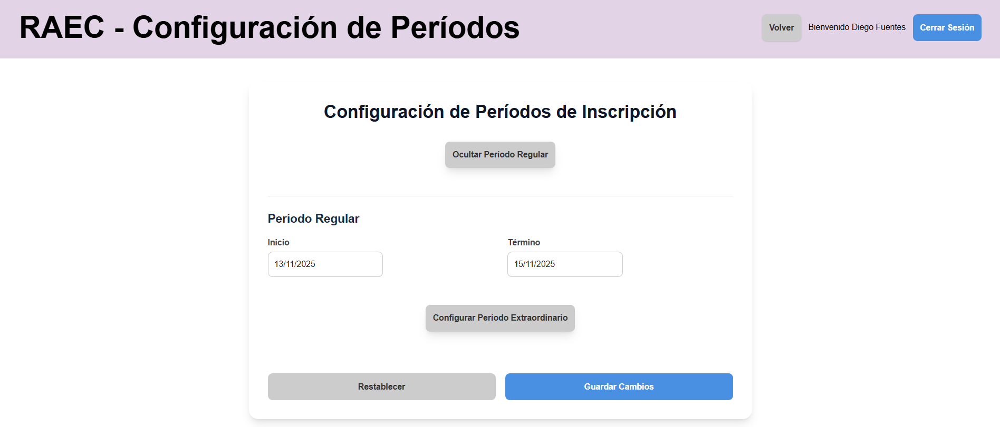 RAEC - Configuración de Períodos
Volver
Bienvenido Diego Fuentes
Cerrar Sesión
Configuración de Períodos de Inscripción
Ocultar Período Regular
Período Regular
Inicio
Término
13/11/2025
15/11/2025
Configurar Período Extraordinario
Restablecer
Guardar Cambios